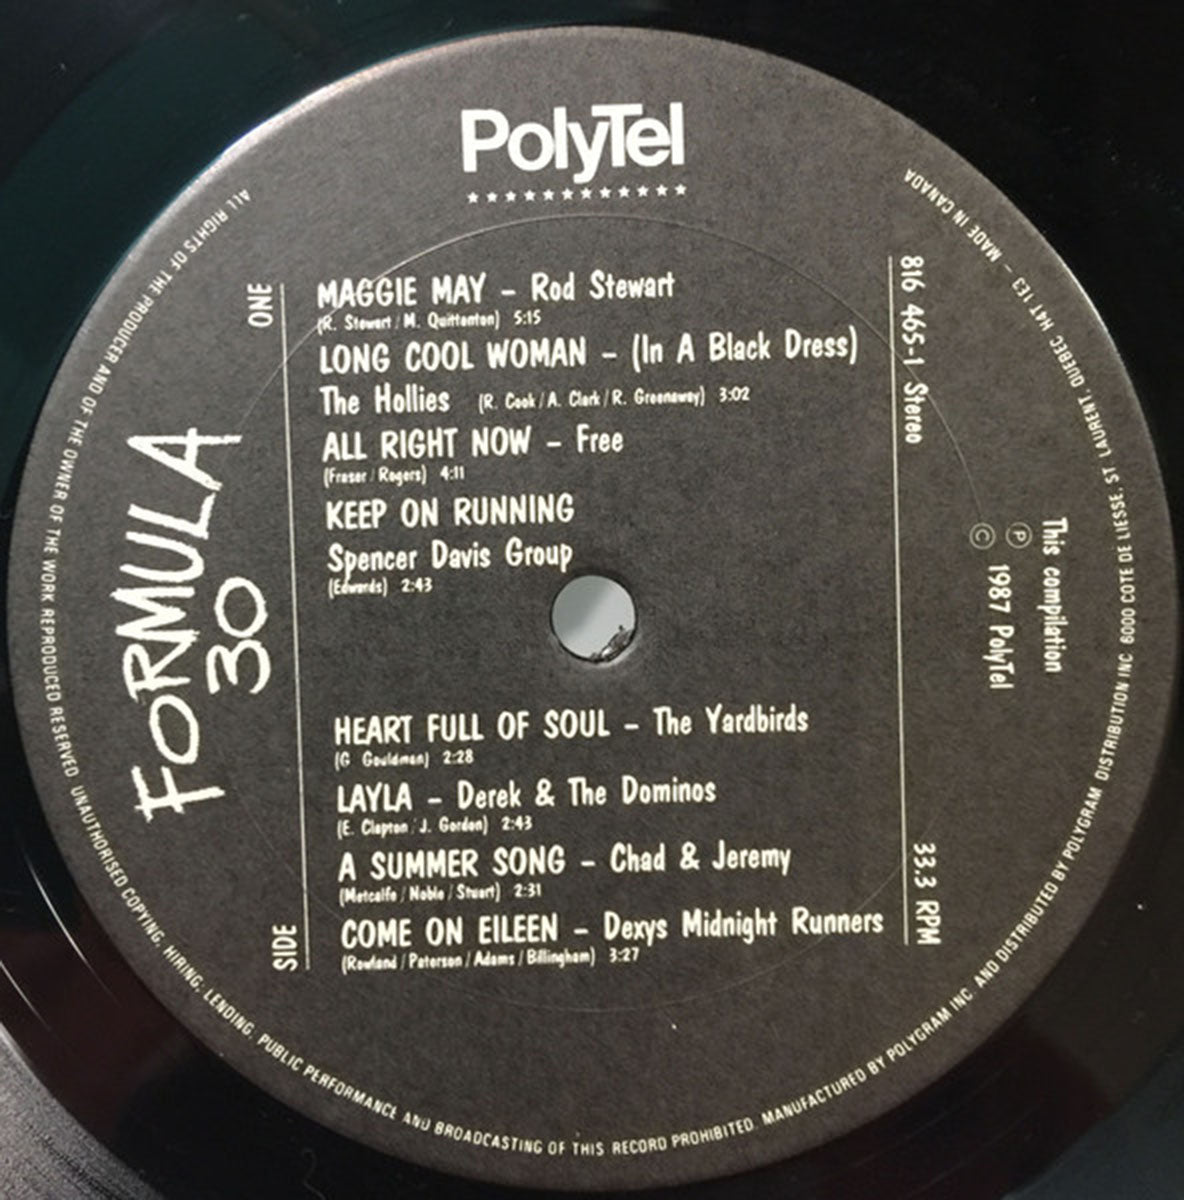 PolyTel
MAGGIE MAY – Rod Stewart
(R. Stewart / M. Quittenton) 5:15
LONG COOL WOMAN – (In A Black Dress)
The Hollies (R. Cook / A. Clark / R. Greenaway) 3:02
ALL RIGHT NOW – Free
(Fraser / Rogers) 4:11
KEEP ON RUNNING
Spencer Davis Group
(Edwards) 2:43
HEART FULL OF SOUL – The Yardbirds
(G Gouldman) 2:28
LAYLA – Derek & The Dominos
(E. Clapton / J. Gordon) 2:43
A SUMMER SONG – Chad & Jeremy
(Metcalfe / Noble / Stuart) 2:31
COME ON EILEEN – Dexys Midnight Runners
(Rowland / Paterson / Adams / Billingham) 3:27
FORMULA
30
SIDE ONE
816 465-1 Stereo
33.3 RPM
This compilation
Ⓟ
© 1987 PolyTel
ALL RIGHTS OF THE PRODUCER AND OF THE OWNER OF THE WORK REPRODUCED RESERVED. UNAUTHORISED COPYING, HIRING, LENDING, PUBLIC PERFORMANCE AND BROADCASTING OF THIS RECORD PROHIBITED. MANUFACTURED BY POLYGRAM INC. AND DISTRIBUTED BY POLYGRAM DISTRIBUTION INC 6000 COTE DE LIESSE, ST LAURENT, QUEBEC H4T 1E3 – MADE IN CANADA